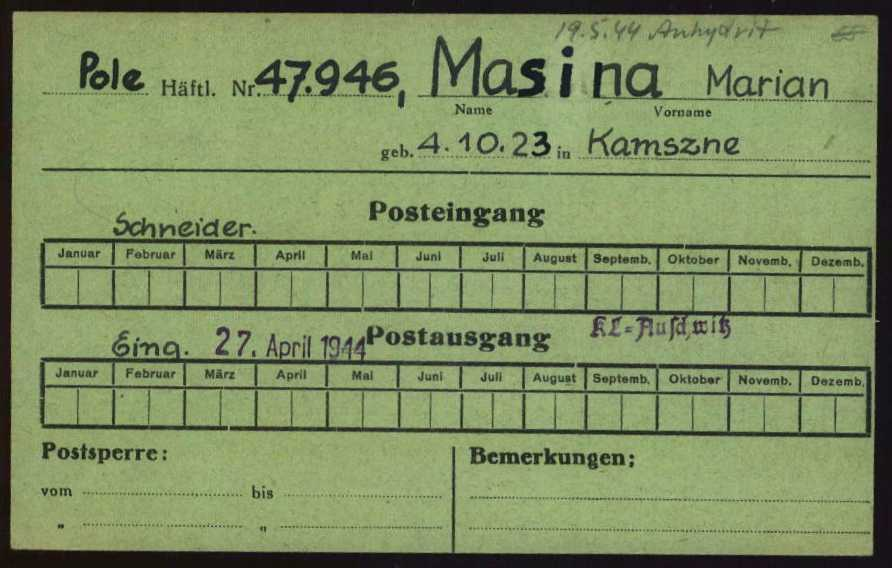 19.5.44 Anhydrit
Pole Häftl. Nr. 47.946, Masina Marian
Name Vorname
geb. 4.10.23 in Kamszne
Schneider. Posteingang
Januar Februar März April Mai Juni Juli August Septemb. Oktober Novemb. Dezemb.
Eing. 27. April 1944 Postausgang KL-Auschwitz
Januar Februar März April Mai Juni Juli August Septemb. Oktober Novemb. Dezemb.
Postsperre: Bemerkungen:
vom bis
" "